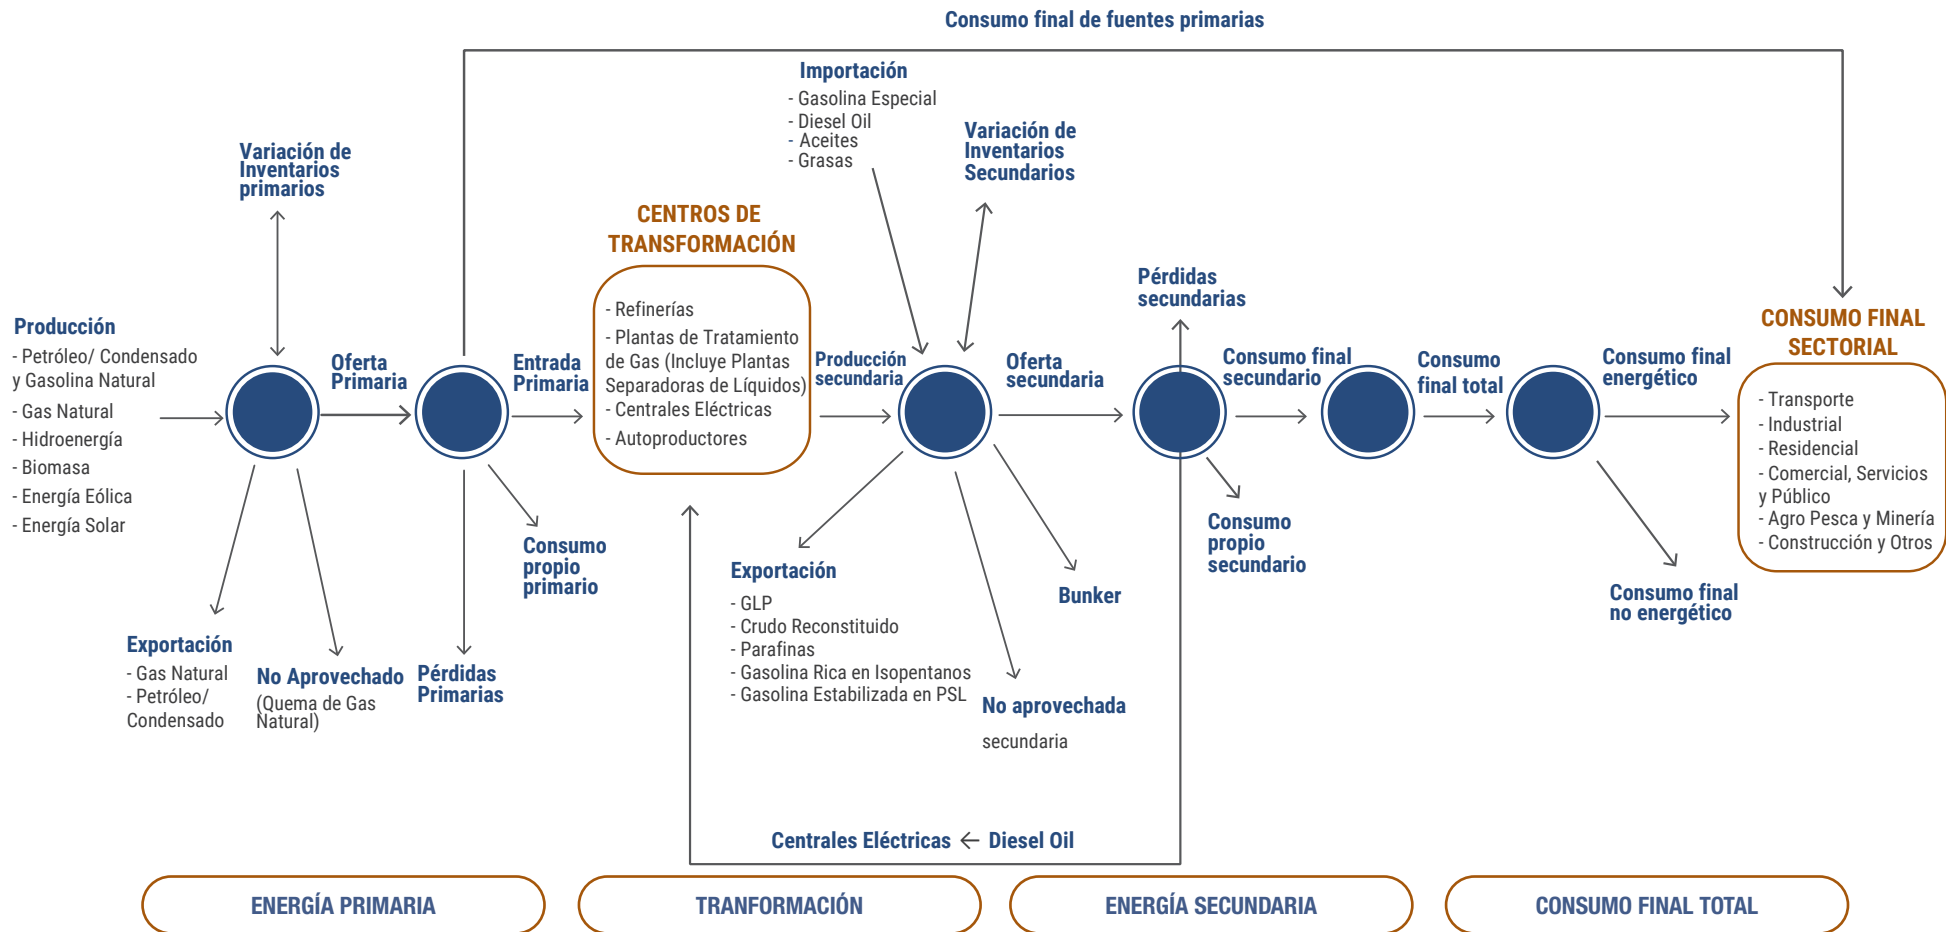 Consumo final de fuentes primarias
Importación
- Gasolina Especial
- Diesel Oil
- Aceites
- Grasas
Variación de
Inventarios
Secundarios
Variación de
Inventarios
primarios
CENTROS DE
TRANSFORMACIÓN
- Refinerías
- Plantas de Tratamiento
de Gas (Incluye Plantas
Separadoras de Líquidos)
- Centrales Eléctricas
- Autoproductores
Producción
- Petróleo/ Condensado
y Gasolina Natural
- Gas Natural
- Hidroenergía
- Biomasa
- Energía Eólica
- Energía Solar
Oferta
Primaria
Entrada
Primaria
Producción
secundaria
Oferta
secundaria
Pérdidas
secundarias
Consumo final
secundario
Consumo
final total
Consumo final
energético
CONSUMO FINAL
SECTORIAL
- Transporte
- Industrial
- Residencial
- Comercial, Servicios
y Público
- Agro Pesca y Minería
- Construcción y Otros
Exportación
- Gas Natural
- Petróleo/
Condensado
No Aprovechado
(Quema de Gas
Natural)
Pérdidas
Primarias
Consumo
propio
primario
Exportación
- GLP
- Crudo Reconstituido
- Parafinas
- Gasolina Rica en Isopentanos
- Gasolina Estabilizada en PSL
No aprovechada
secundaria
Bunker
Consumo
propio
secundario
Consumo final
no energético
Centrales Eléctricas ← Diesel Oil
ENERGÍA PRIMARIA
TRANFORMACIÓN
ENERGÍA SECUNDARIA
CONSUMO FINAL TOTAL